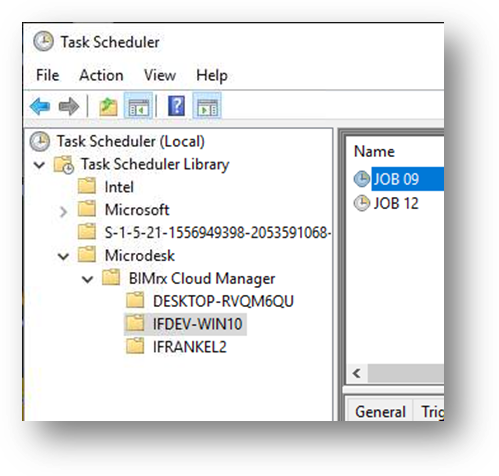 Task Scheduler
File Action View Help
Task Scheduler (Local)
Task Scheduler Library
Intel
Microsoft
S-1-5-21-1556949398-2053591068-
Microdesk
BIMrx Cloud Manager
DESKTOP-RVQM6QU
IFDEV-WIN10
IFRANKEL2
Name
JOB 09
JOB 12
General Trig